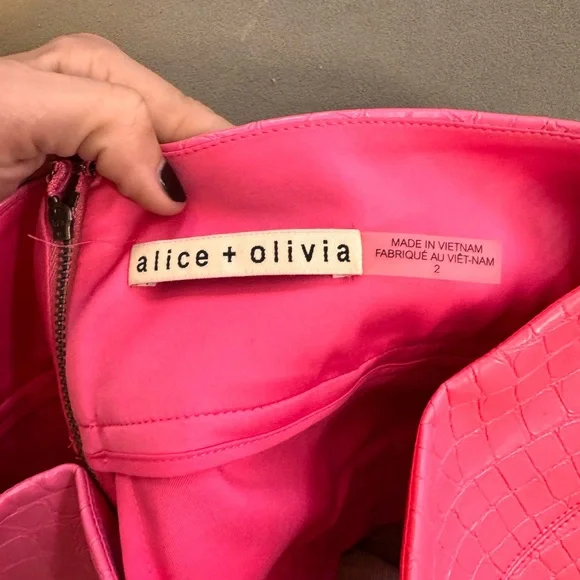 alice + olivia
MADE IN VIETNAM
FABRIQUÉ AU VIÊT-NAM
2